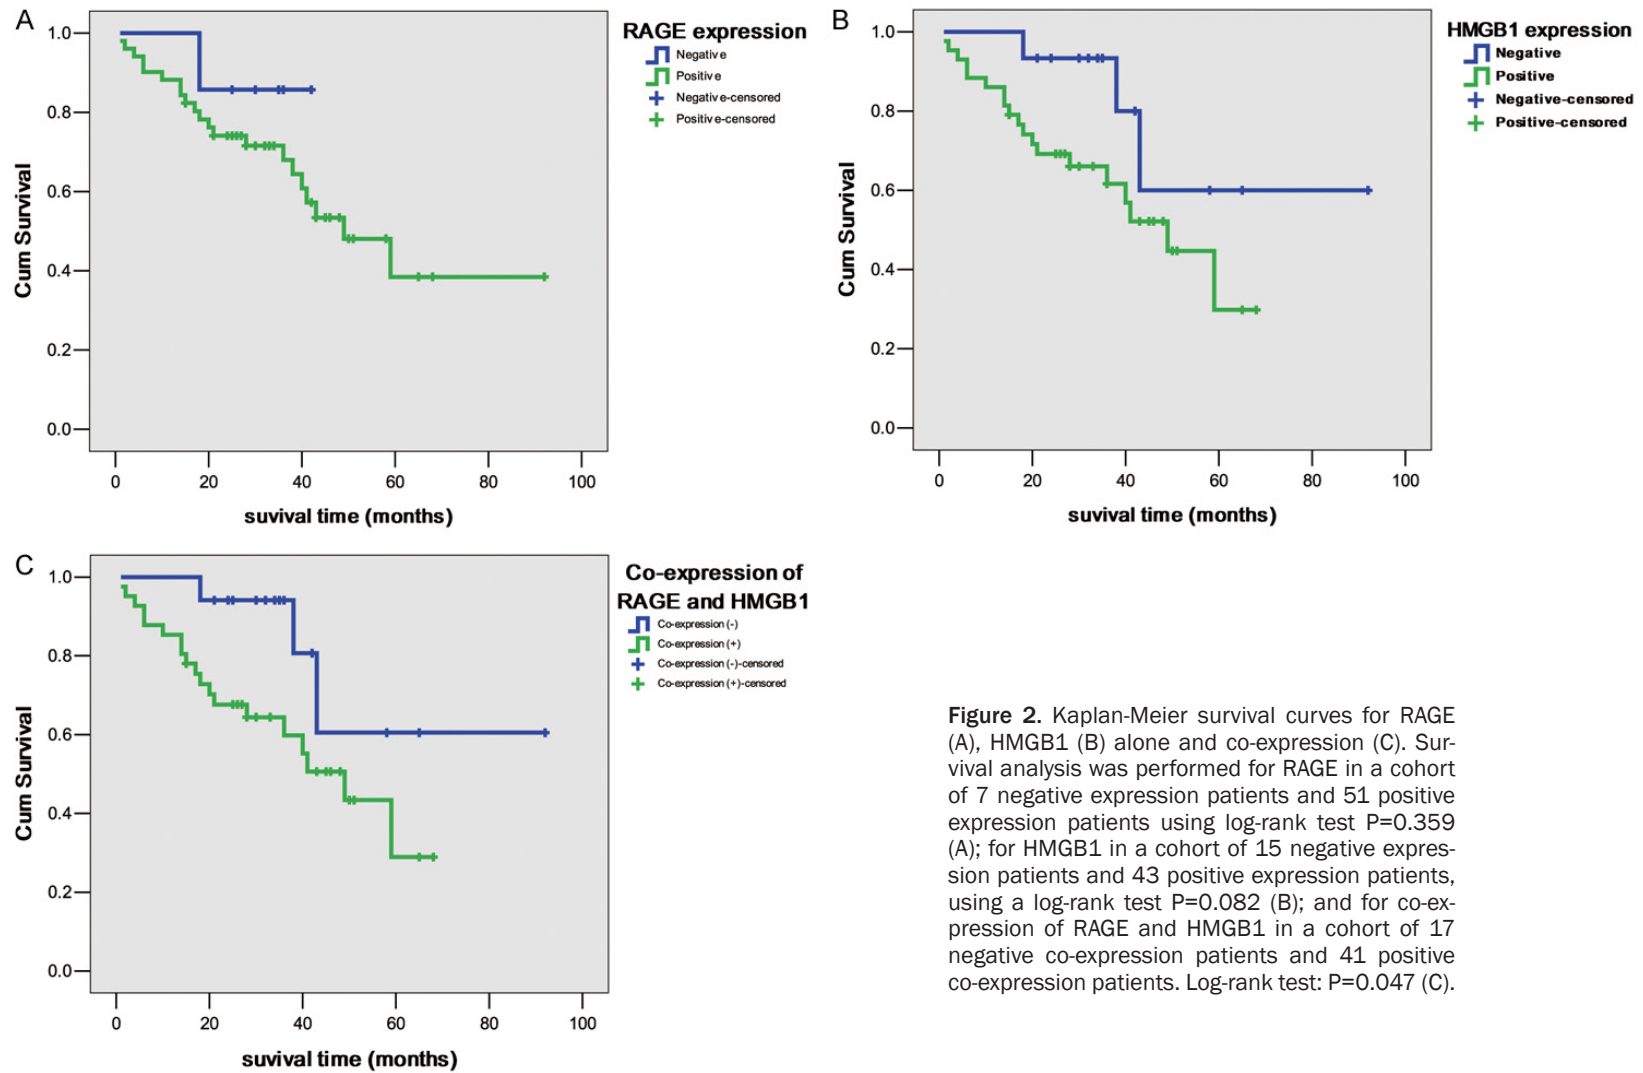 A
RAGE expression
Negative
Positive
Negative-censored
Positive-censored
1.0
0.8
0.6
0.4
0.2
0.0
Cum Survival
0 20 40 60 80 100
suvival time (months)
B
HMGB1 expression
Negative
Positive
Negative-censored
Positive-censored
1.0
0.8
0.6
0.4
0.2
0.0
Cum Survival
0 20 40 60 80 100
suvival time (months)
C
Co-expression of
RAGE and HMGB1
Co-expression (-)
Co-expression (+)
Co-expression (-)-censored
Co-expression (+)-censored
1.0
0.8
0.6
0.4
0.2
0.0
Cum Survival
0 20 40 60 80 100
suvival time (months)
Figure 2. Kaplan-Meier survival curves for RAGE
(A), HMGB1 (B) alone and co-expression (C). Sur-
vival analysis was performed for RAGE in a cohort
of 7 negative expression patients and 51 positive
expression patients using log-rank test P=0.359
(A); for HMGB1 in a cohort of 15 negative expres-
sion patients and 43 positive expression patients,
using a log-rank test P=0.082 (B); and for co-ex-
pression of RAGE and HMGB1 in a cohort of 17
negative co-expression patients and 41 positive
co-expression patients. Log-rank test: P=0.047 (C).